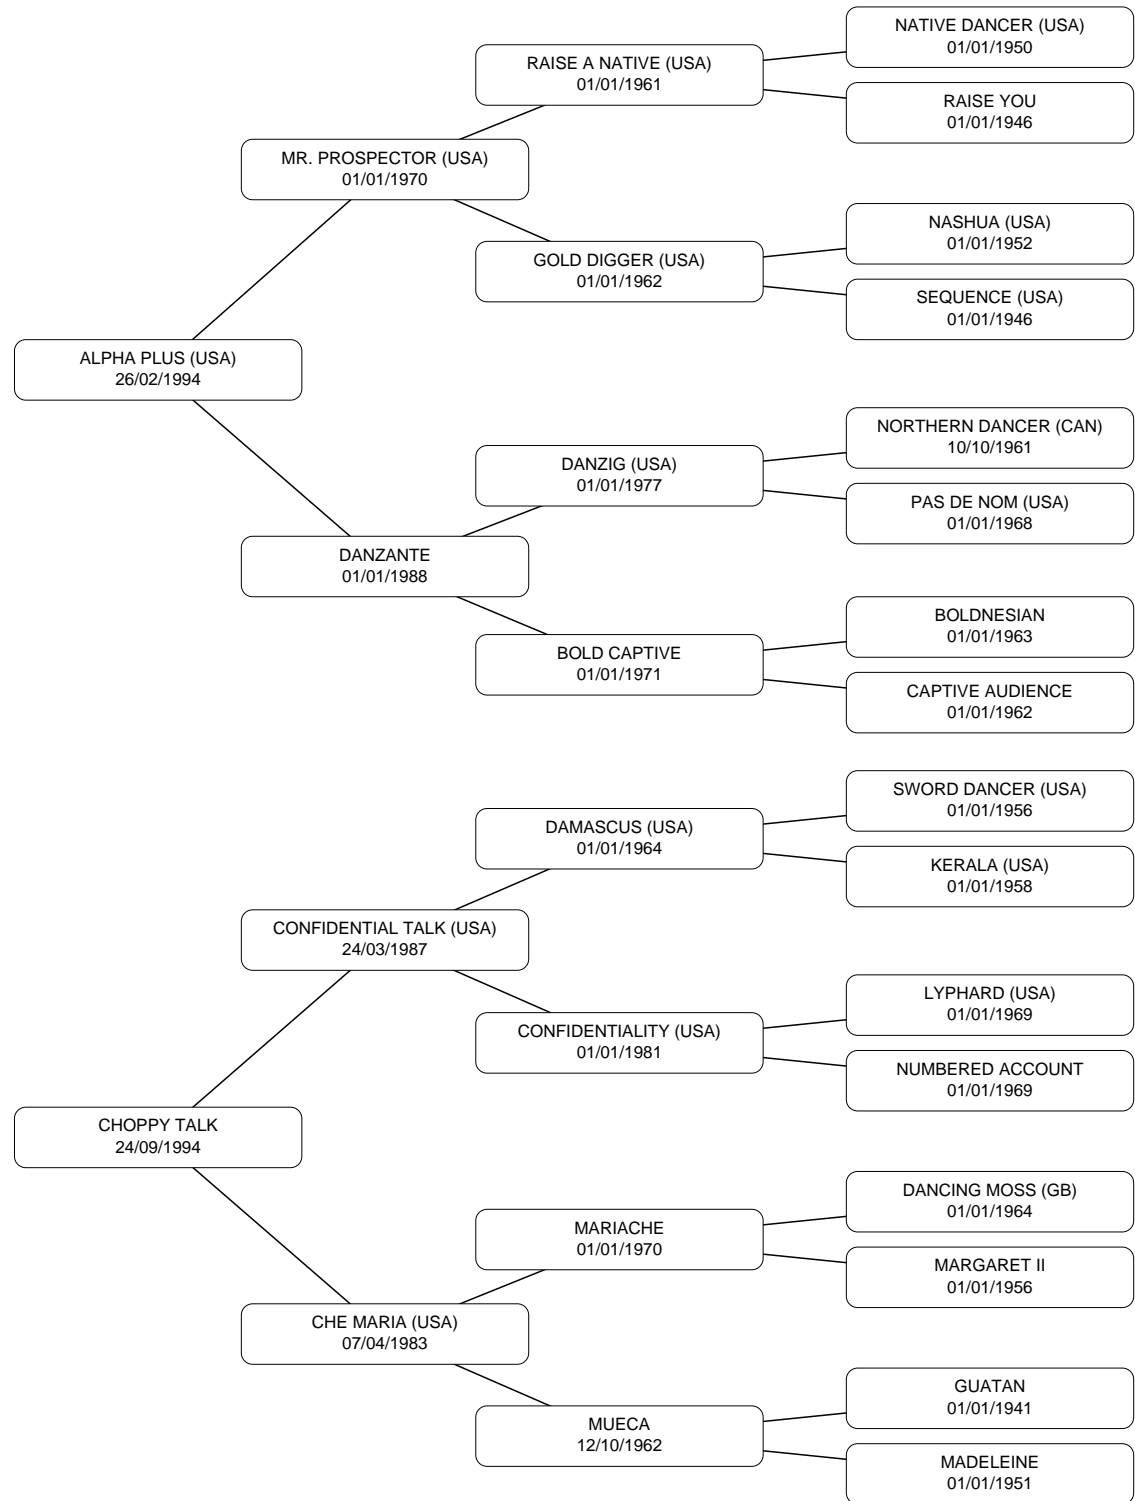 NATIVE DANCER (USA)
01/01/1950
RAISE A NATIVE (USA)
01/01/1961
RAISE YOU
01/01/1946
MR. PROSPECTOR (USA)
01/01/1970
NASHUA (USA)
01/01/1952
GOLD DIGGER (USA)
01/01/1962
SEQUENCE (USA)
01/01/1946
ALPHA PLUS (USA)
26/02/1994
NORTHERN DANCER (CAN)
10/10/1961
DANZIG (USA)
01/01/1977
PAS DE NOM (USA)
01/01/1968
DANZANTE
01/01/1988
BOLDNESIAN
01/01/1963
BOLD CAPTIVE
01/01/1971
CAPTIVE AUDIENCE
01/01/1962
SWORD DANCER (USA)
01/01/1956
DAMASCUS (USA)
01/01/1964
KERALA (USA)
01/01/1958
CONFIDENTIAL TALK (USA)
24/03/1987
LYPHARD (USA)
01/01/1969
CONFIDENTIALITY (USA)
01/01/1981
NUMBERED ACCOUNT
01/01/1969
CHOPPY TALK
24/09/1994
DANCING MOSS (GB)
01/01/1964
MARIACHE
01/01/1970
MARGARET II
01/01/1956
CHE MARIA (USA)
07/04/1983
GUATAN
01/01/1941
MUECA
12/10/1962
MADELEINE
01/01/1951